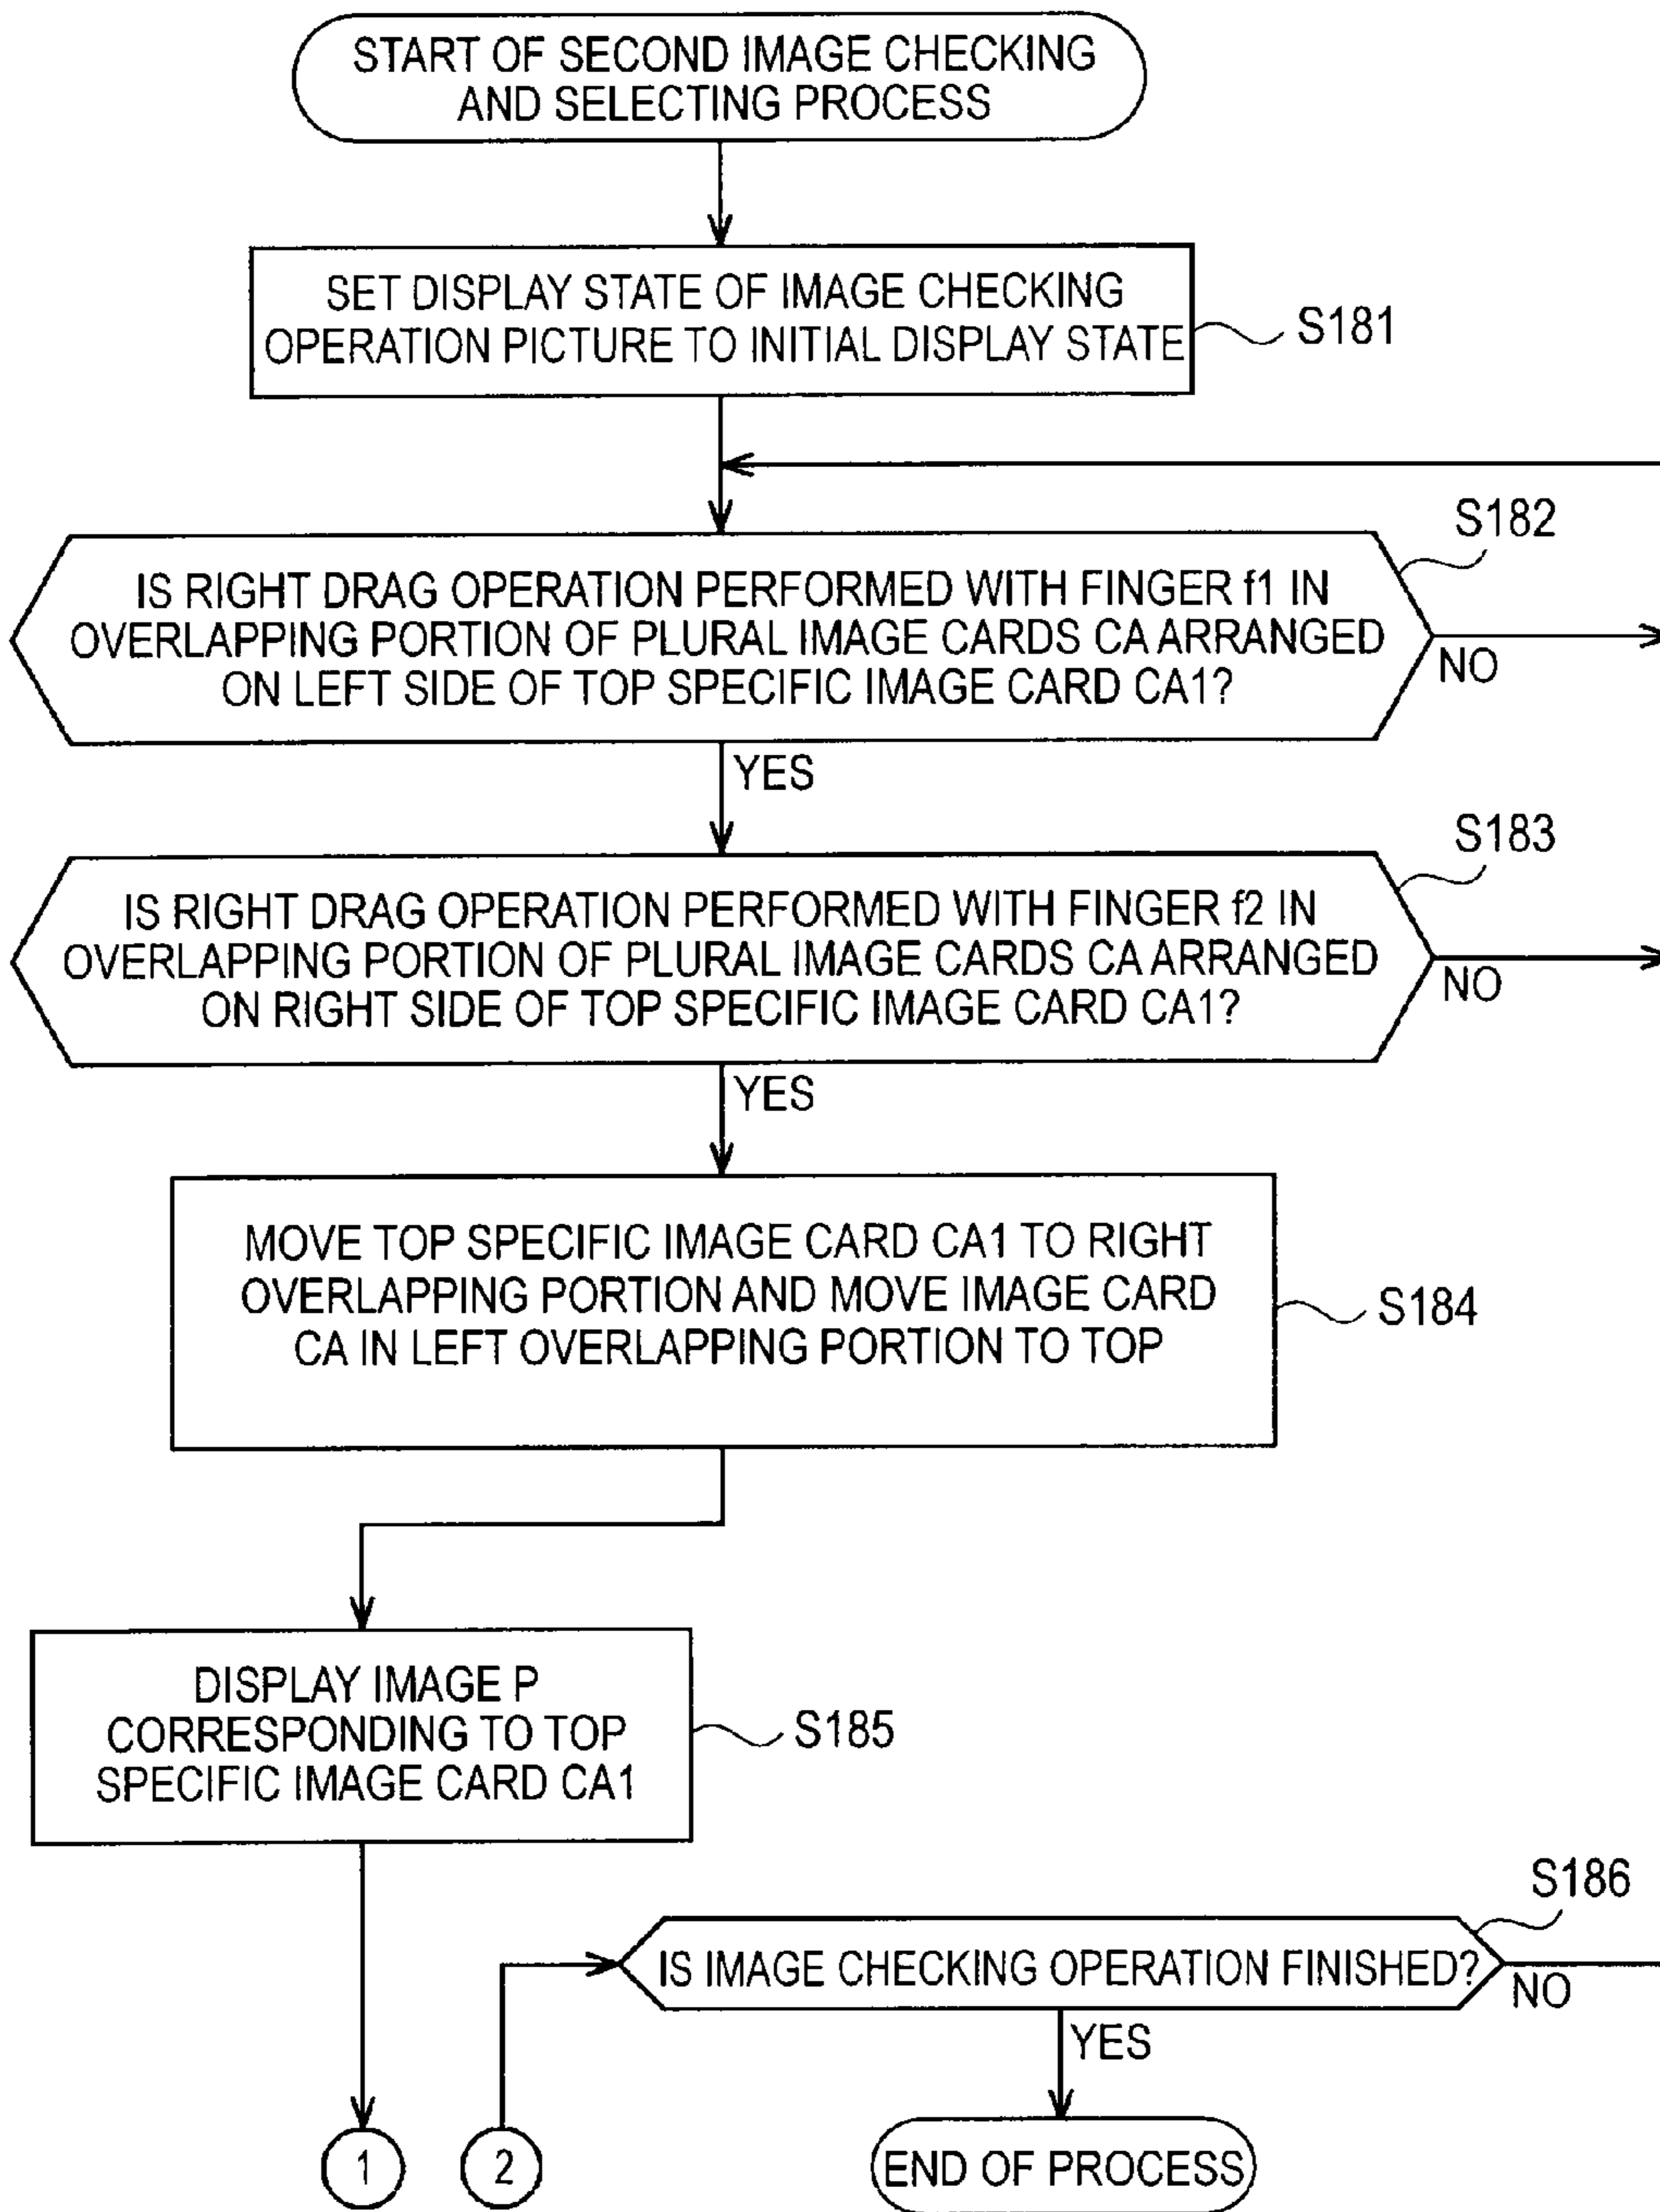 START OF SECOND IMAGE CHECKING
AND SELECTING PROCESS
SET DISPLAY STATE OF IMAGE CHECKING
OPERATION PICTURE TO INITIAL DISPLAY STATE
S181
S182
IS RIGHT DRAG OPERATION PERFORMED WITH FINGER f1 IN
OVERLAPPING PORTION OF PLURAL IMAGE CARDS CA ARRANGED
ON LEFT SIDE OF TOP SPECIFIC IMAGE CARD CA1?
NO
YES
S183
IS RIGHT DRAG OPERATION PERFORMED WITH FINGER f2 IN
OVERLAPPING PORTION OF PLURAL IMAGE CARDS CA ARRANGED
ON RIGHT SIDE OF TOP SPECIFIC IMAGE CARD CA1?
NO
YES
MOVE TOP SPECIFIC IMAGE CARD CA1 TO RIGHT
OVERLAPPING PORTION AND MOVE IMAGE CARD
CA IN LEFT OVERLAPPING PORTION TO TOP
S184
DISPLAY IMAGE P
CORRESPONDING TO TOP
SPECIFIC IMAGE CARD CA1
S185
S186
IS IMAGE CHECKING OPERATION FINISHED?
NO
YES
1
2
END OF PROCESS